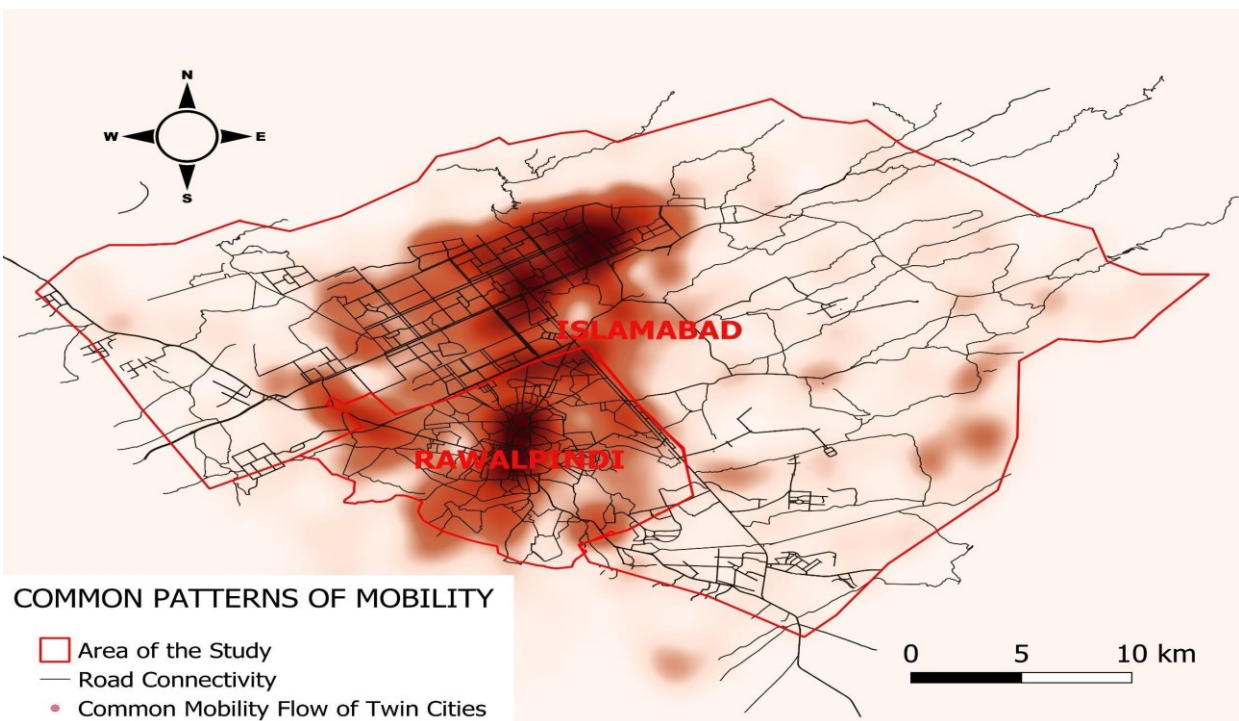 N
W E
S
ISLAMABAD
RAWALPINDI
COMMON PATTERNS OF MOBILITY
Area of the Study
Road Connectivity
Common Mobility Flow of Twin Cities
0 5 10 km